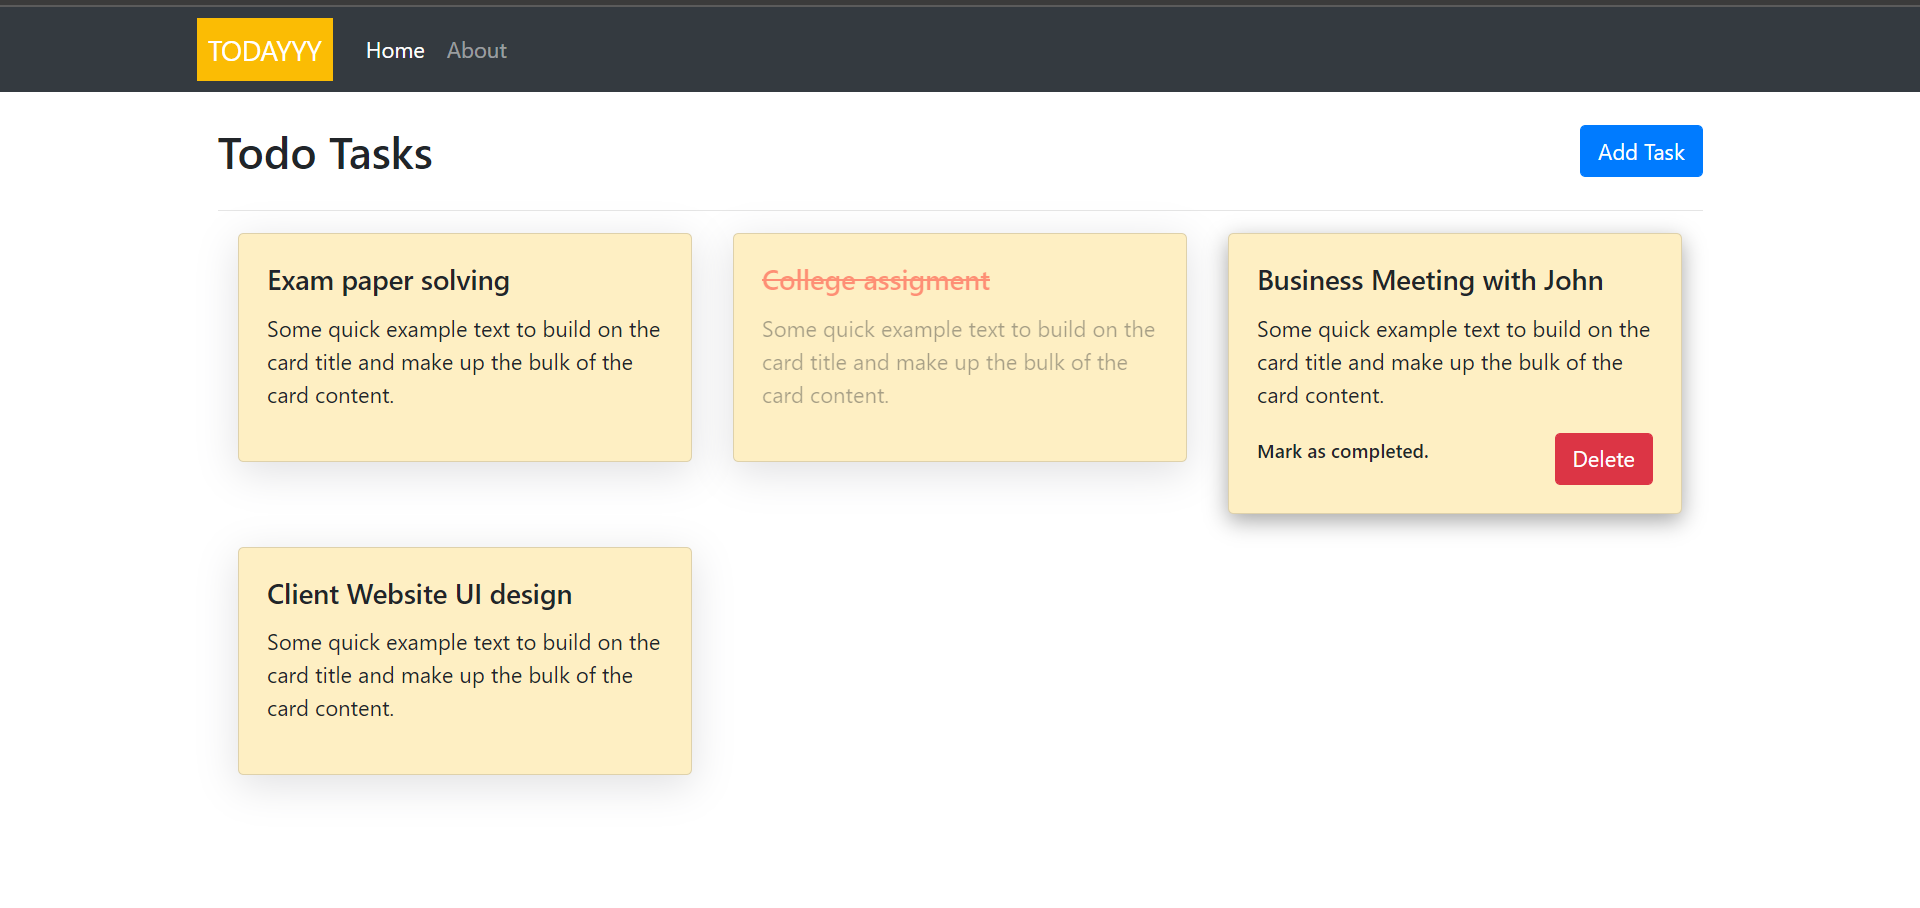 TODAYYY
Home
About
Todo Tasks
Add Task
Exam paper solving
Some quick example text to build on the
card title and make up the bulk of the
card content.
College assigment
Some quick example text to build on the
card title and make up the bulk of the
card content.
Business Meeting with John
Some quick example text to build on the
card title and make up the bulk of the
card content.
Mark as completed.
Delete
Client Website UI design
Some quick example text to build on the
card title and make up the bulk of the
card content.